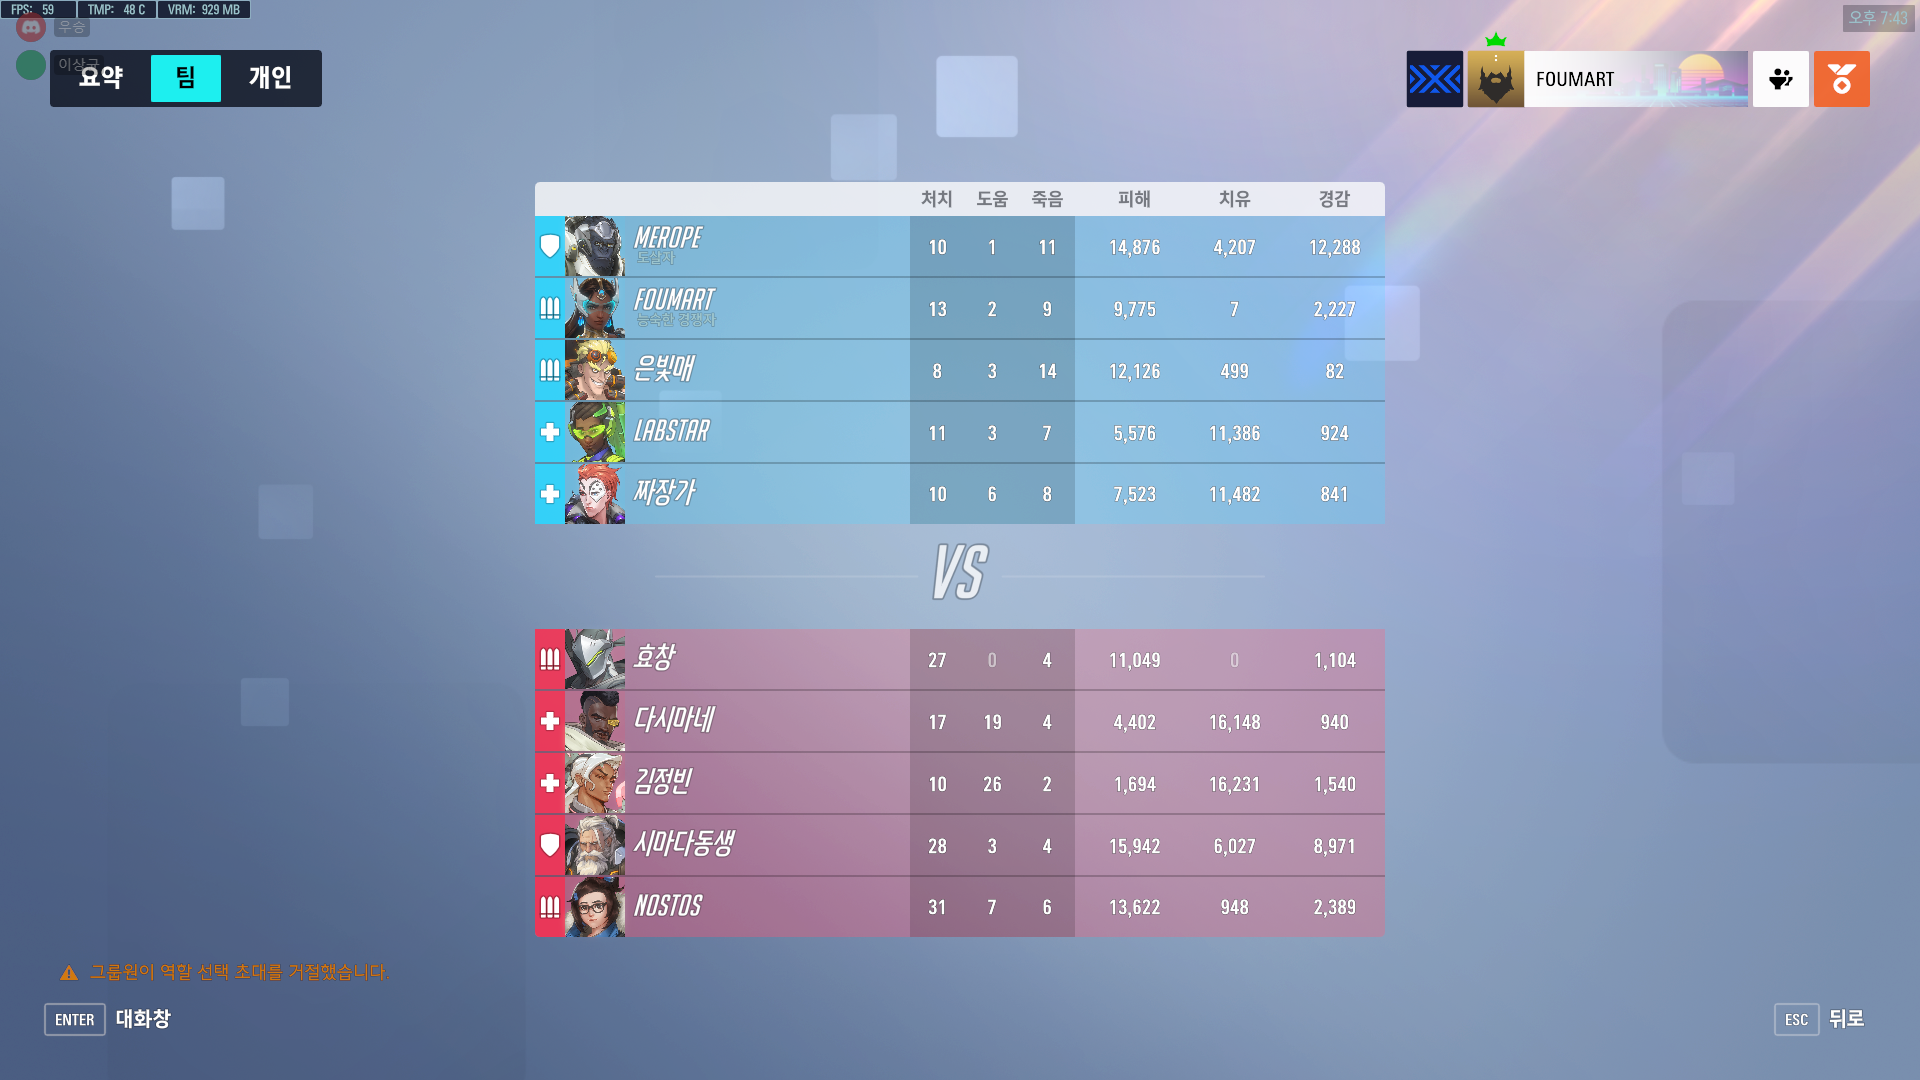 FPS: 59 TMP: 48 C VRM: 929 MB
우승
이상규
오후 7:43
요약 팀 개인
FOUMART
처치 도움 죽음 피해 치유 경감
MEROPE 10 1 11 14,876 4,207 12,288
도살자
FOUMART 13 2 9 9,775 7 2,227
능숙한 경쟁자
은빛매 8 3 14 12,126 499 82
LABSTAR 11 3 7 5,576 11,386 924
짜장가 10 6 8 7,523 11,482 841
VS
효창 27 0 4 11,049 0 1,104
다시마네 17 19 4 4,402 16,148 940
김정빈 10 26 2 1,694 16,231 1,540
시마다동생 28 3 4 15,942 6,027 8,971
NOSTOS 31 7 6 13,622 948 2,389
그룹원이 역할 선택 초대를 거절했습니다.
ENTER 대화창
ESC 뒤로